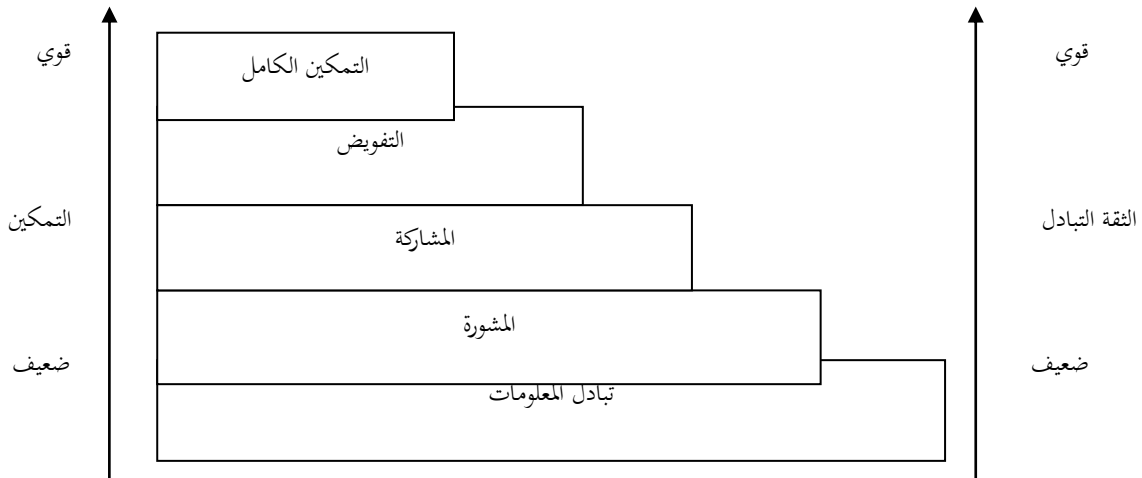 قوي
قوي
التمكين الكامل
التفويض
الثقة التبادل
التمكين
المشاركة
المشورة
ضعيف
ضعيف
تبادل المعلومات